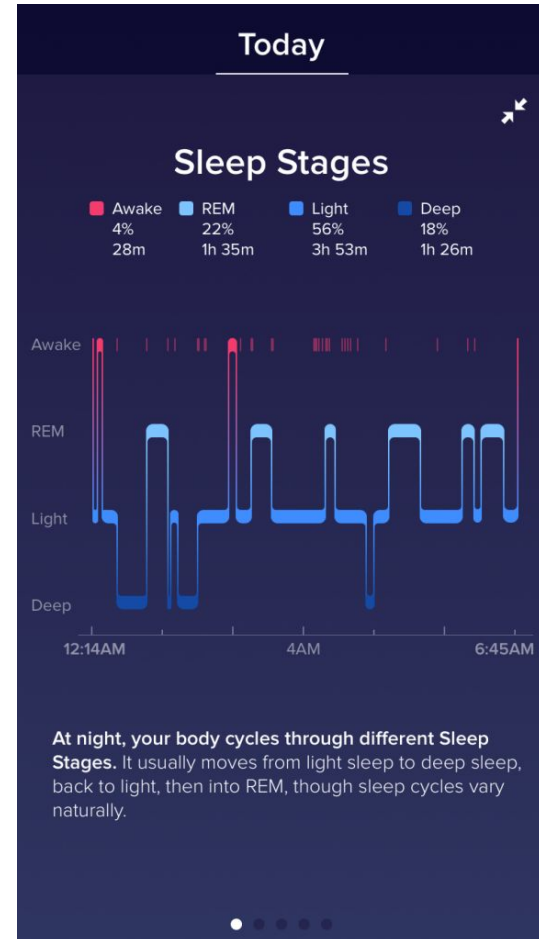 Today
Sleep Stages
Awake REM Light Deep
4% 22% 56% 18%
28m 1h 35m 3h 53m 1h 26m
Awake
REM
Light
Deep
12:14AM 4AM 6:45AM
At night, your body cycles through different Sleep
Stages. It usually moves from light sleep to deep sleep,
back to light, then into REM, though sleep cycles vary
naturally.